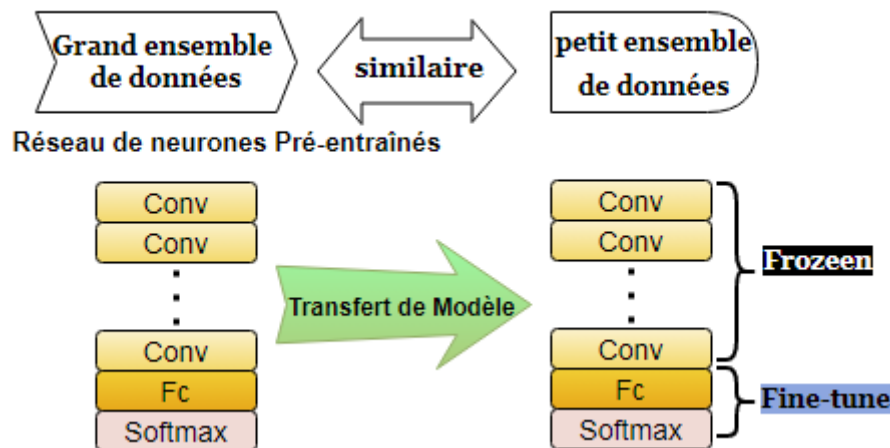 Grand ensemble
de données
similaire
petit ensemble
de données
Réseau de neurones Pré-entraînés
Conv
Conv
Conv
Fc
Softmax
Transfert de Modèle
Conv
Conv
Conv
Fc
Softmax
Frozeen
Fine-tune